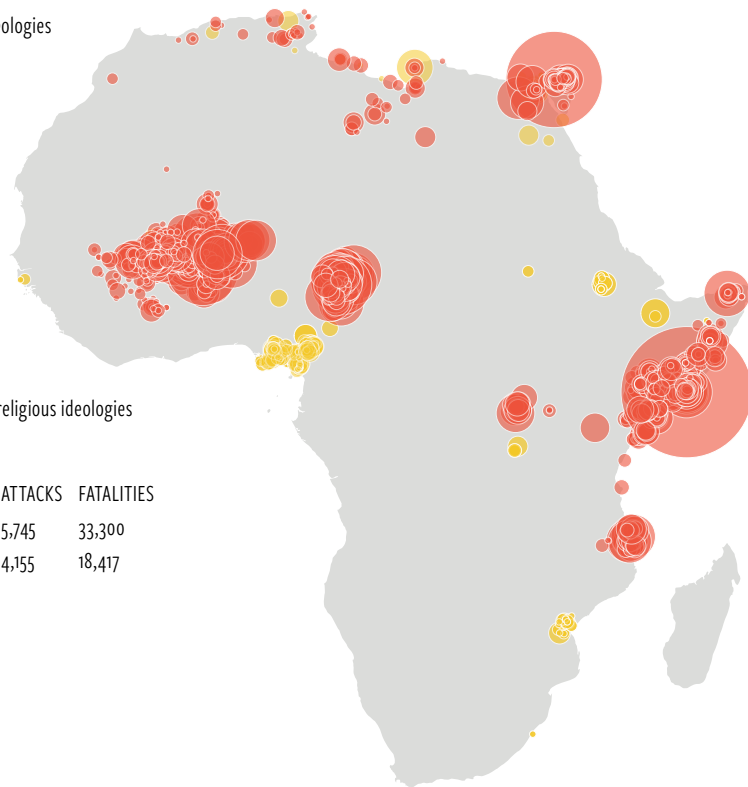 ologies
religious ideologies
ATTACKS FATALITIES
5,745 33,300
4,155 18,417